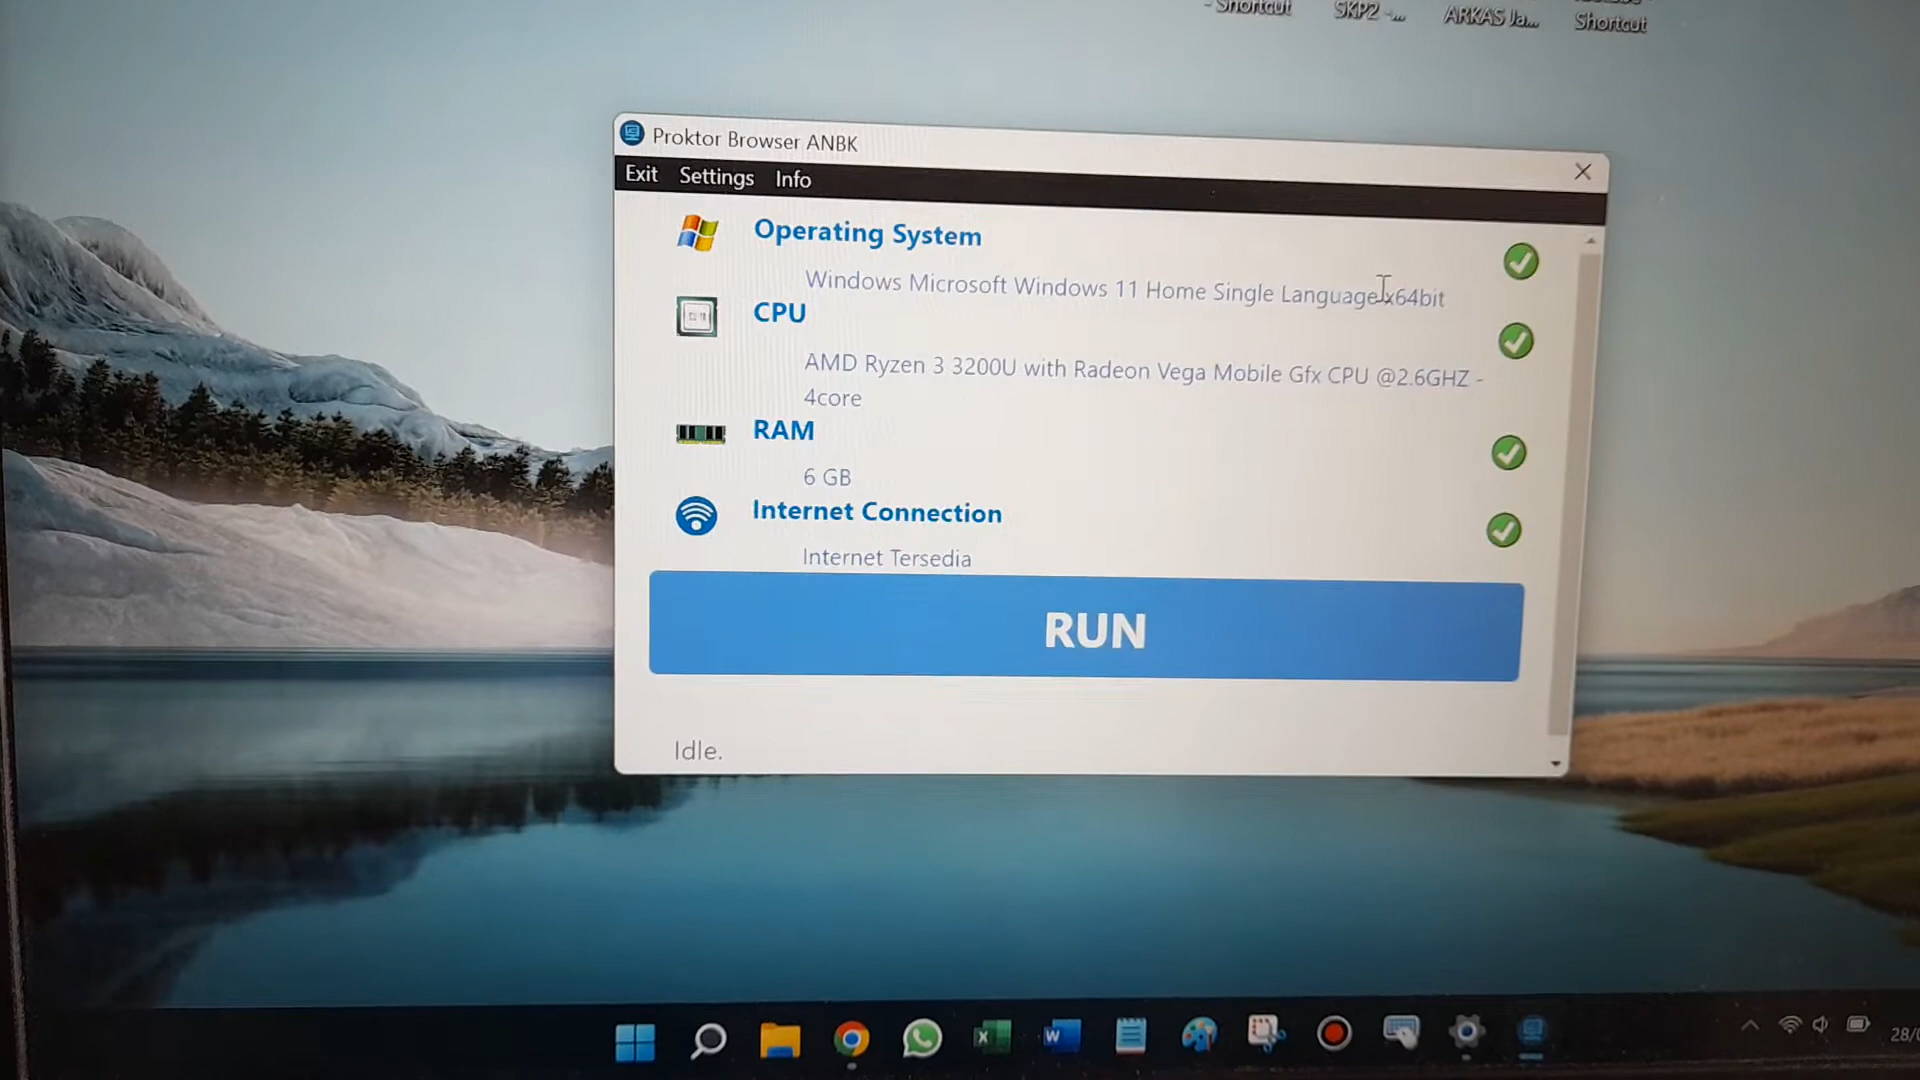 - Shortcut
SKP2 -...
ARKAS Ja...
Shortcut
Proktor Browser ANBK
Exit Settings Info
Operating System
Windows Microsoft Windows 11 Home Single Language x64bit
CPU
AMD Ryzen 3 3200U with Radeon Vega Mobile Gfx CPU @2.6GHZ -
4core
RAM
6 GB
Internet Connection
Internet Tersedia
RUN
Idle.
28/